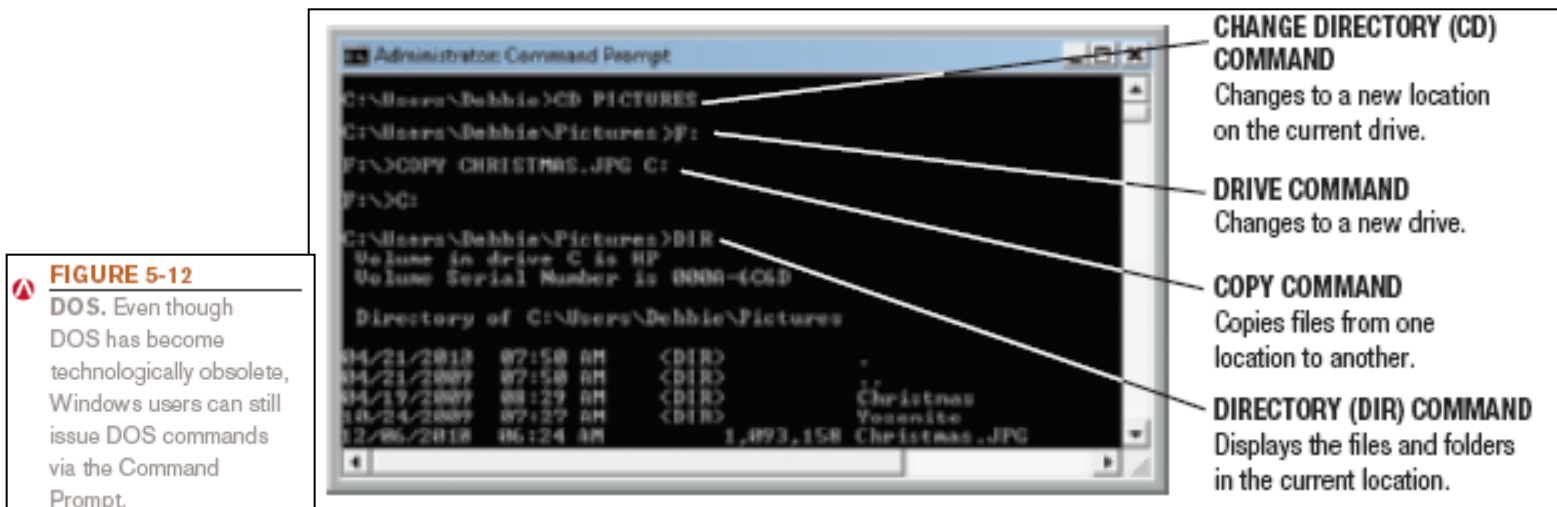 Administrator: Command Prompt
C:\Users\Debbie>CD PICTURES
C:\Users\Debbie\Pictures>F:
F:\>COPY CHRISTMAS.JPG C:
F:\>C:
C:\Users\Debbie\Pictures>DIR
Volume in drive C is HP
Volume Serial Number is 000A-6C6D
Directory of C:\Users\Debbie\Pictures
04/21/2010 07:50 AM <DIR> .
04/21/2009 07:50 AM <DIR> ..
04/19/2009 08:29 AM <DIR> Christmas
10/24/2009 07:27 AM <DIR> Yosemite
12/06/2010 06:24 AM 1,093,158 Christmas.JPG
CHANGE DIRECTORY (CD)
COMMAND
Changes to a new location
on the current drive.
DRIVE COMMAND
Changes to a new drive.
COPY COMMAND
Copies files from one
location to another.
DIRECTORY (DIR) COMMAND
Displays the files and folders
in the current location.
FIGURE 5-12
DOS. Even though
DOS has become
technologically obsolete,
Windows users can still
issue DOS commands
via the Command
Prompt.